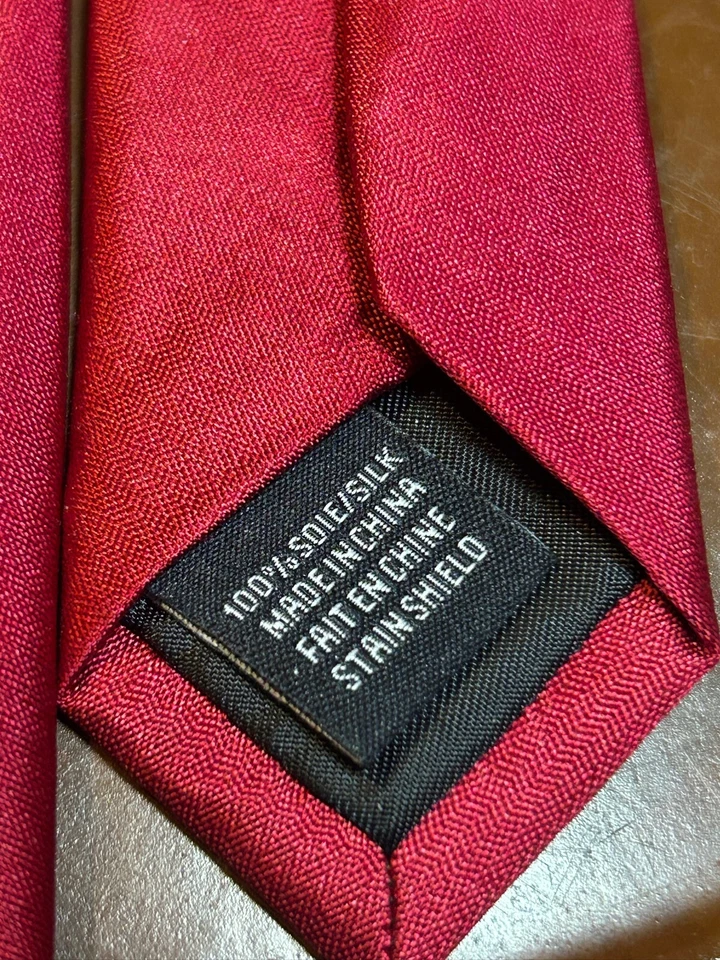 100% SOIE/SILK
MADE IN CHINA
FAIT EN CHINE
STAIN SHIELD